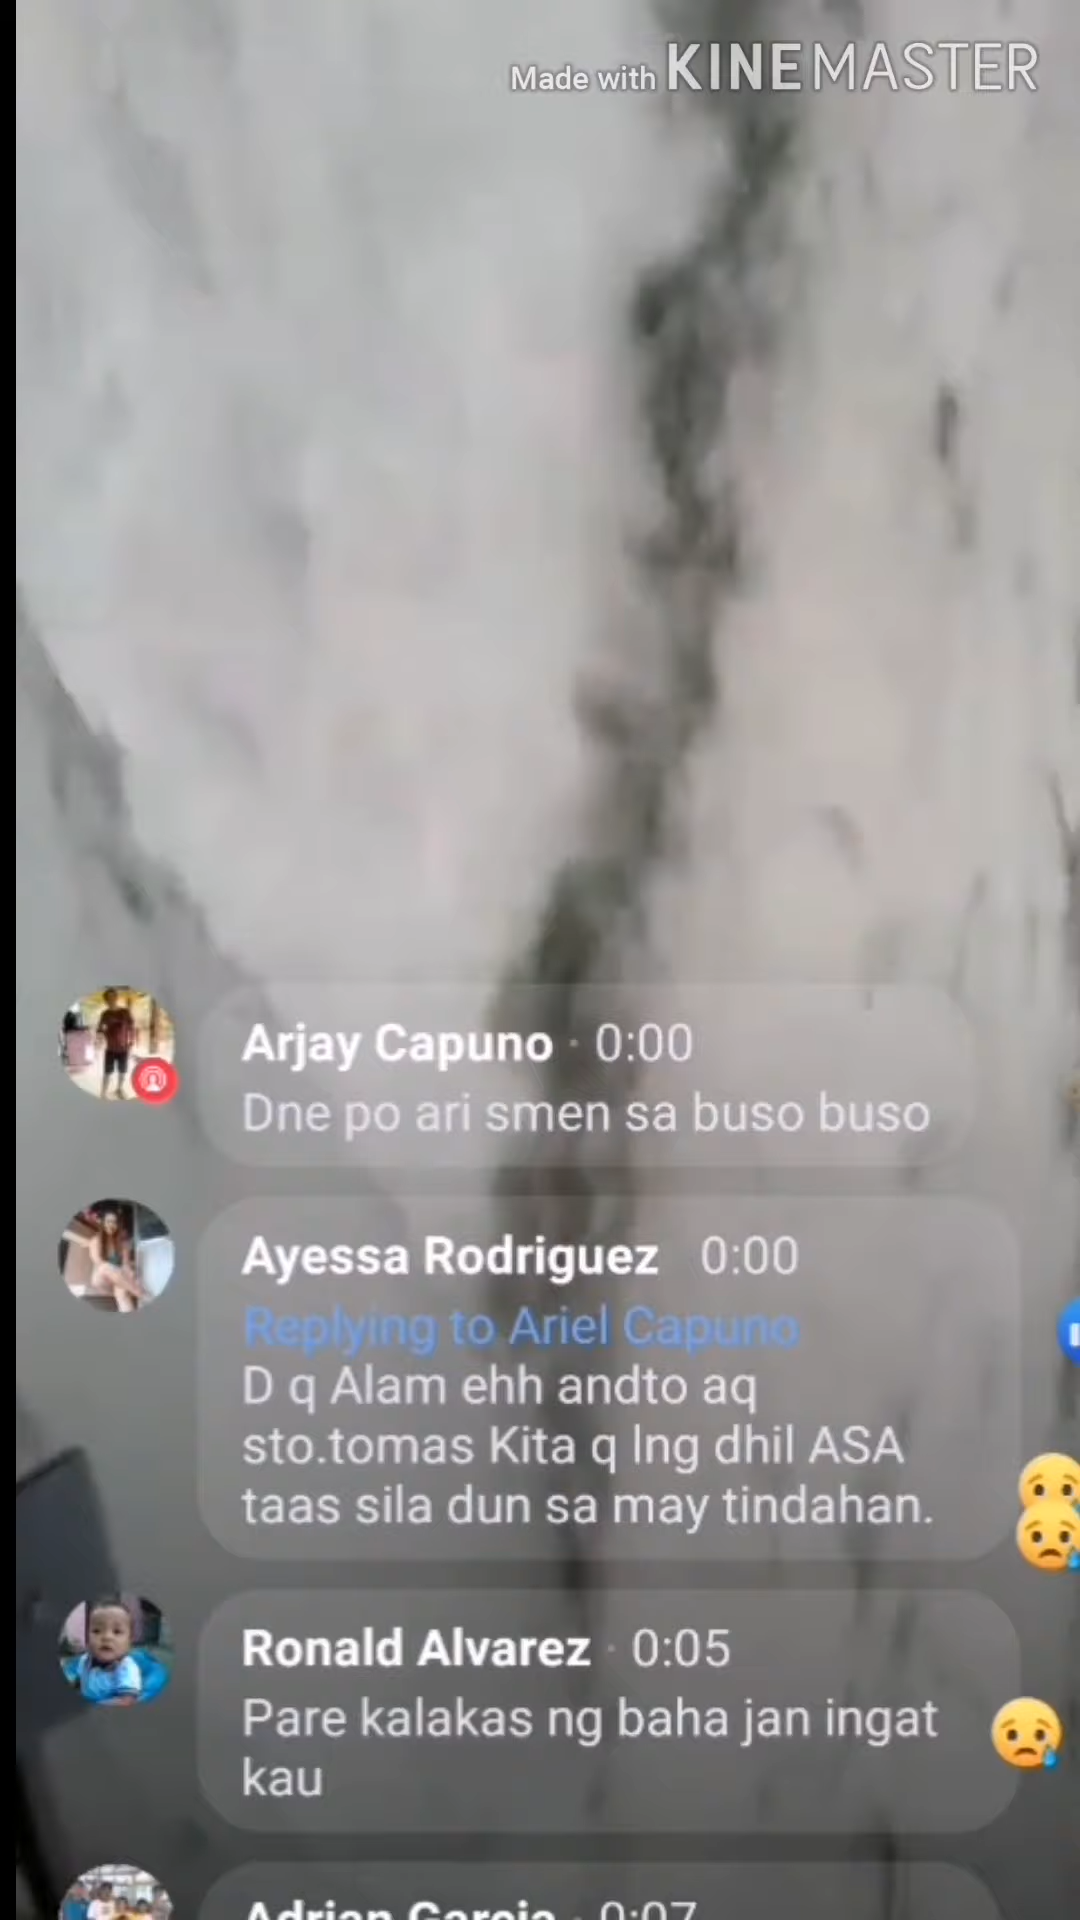 Made with KINEMASTER
Arjay Capuno · 0:00
Dne po ari smen sa buso buso
Ayessa Rodriguez 0:00
Replying to Ariel Capuno
D q Alam ehh andto aq
sto.tomas Kita q lng dhil ASA
taas sila dun sa may tindahan.
Ronald Alvarez · 0:05
Pare kalakas ng baha jan ingat
kau
Adrian Garcia · 0:07